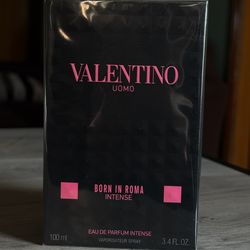 VALENTINO
UOMO
BORN IN ROMA
INTENSE
EAU DE PARFUM INTENSE
100 ml VAPORISATEUR SPRAY 3.4 FL. OZ